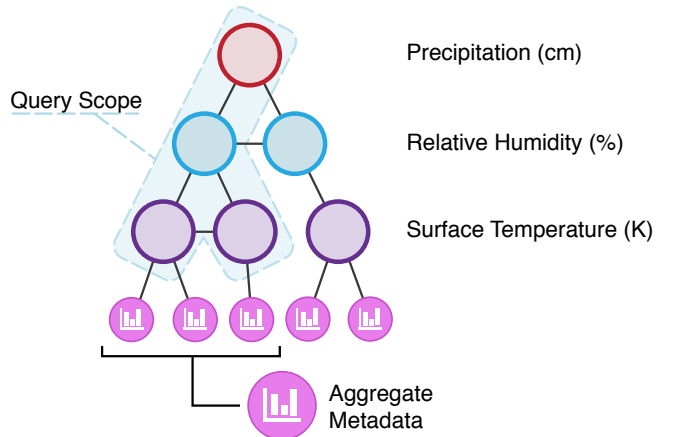 Precipitation (cm)
Query Scope
Relative Humidity (%)
Surface Temperature (K)
Aggregate
Metadata